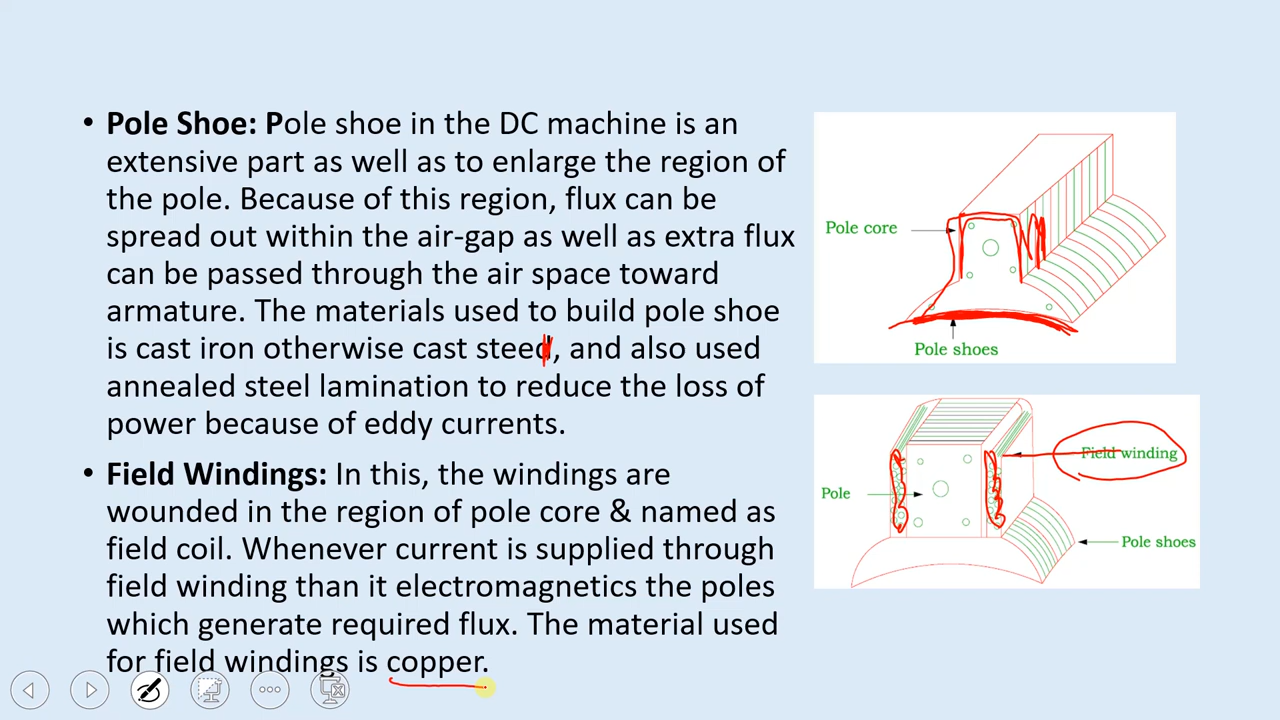 • Pole Shoe: Pole shoe in the DC machine is an
extensive part as well as to enlarge the region of
the pole. Because of this region, flux can be
spread out within the air-gap as well as extra flux
can be passed through the air space toward
armature. The materials used to build pole shoe
is cast iron otherwise cast steed, and also used
annealed steel lamination to reduce the loss of
power because of eddy currents.
• Field Windings: In this, the windings are
wounded in the region of pole core & named as
field coil. Whenever current is supplied through
field winding than it electromagnetics the poles
which generate required flux. The material used
for field windings is copper.
Pole core
Pole shoes
Field winding
Pole
Pole shoes